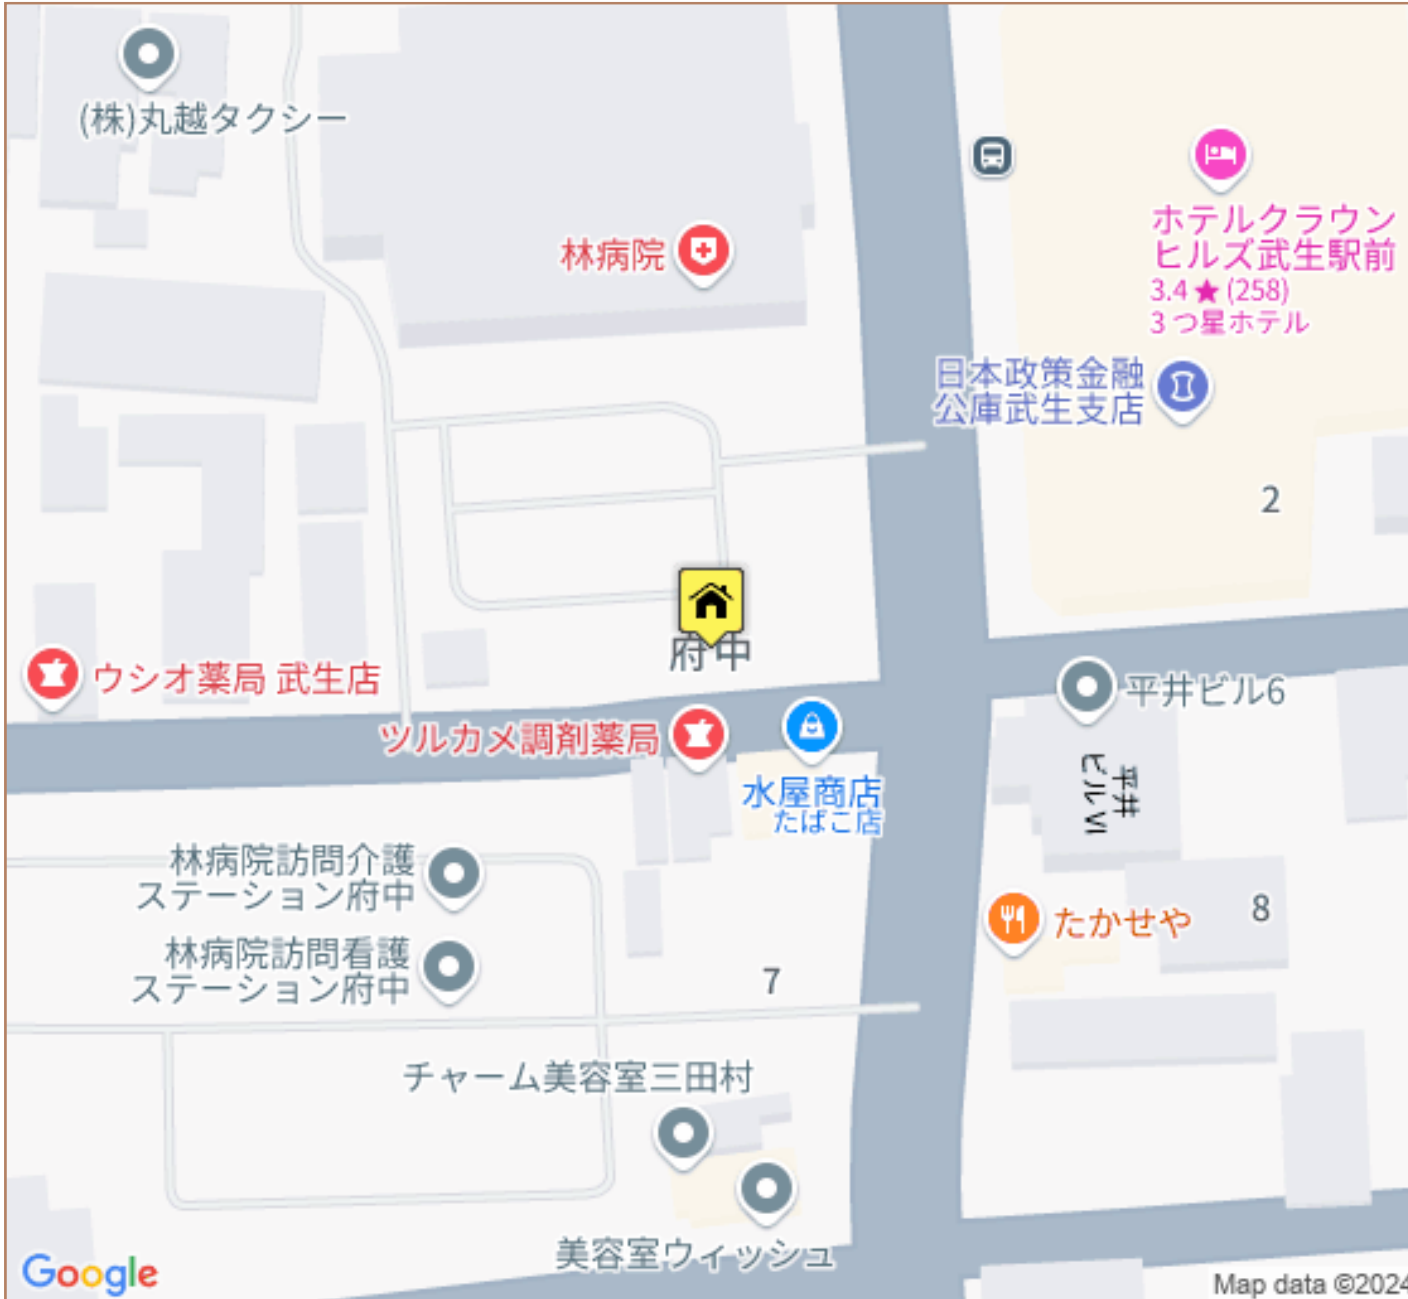 (株)丸越タクシー
林病院
ホテルクラウン
ヒルズ武生駅前
3.4★(258)
3つ星ホテル
日本政策金融
公庫武生支店
2
府中
ウシオ薬局 武生店
ツルカメ調剤薬局
平井ビル6
水屋商店
たばこ店
平井
ビルVI
林病院訪問介護
ステーション府中
たかせや
8
林病院訪問看護
ステーション府中
7
チャーム美容室三田村
美容室ウィッシュ
Google
Map data ©2024